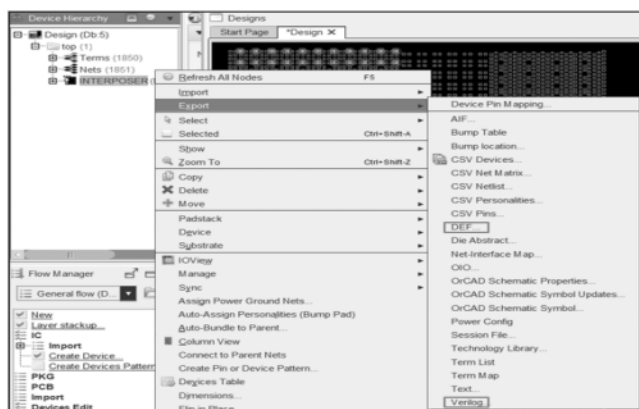 Device Hierarchy
Designs
Start Page
*Design
Design (Db:5)
top (1)
Terms (1850)
Nets (1851)
INTERPOSER
Refresh All Nodes F5
Import
Export
Select
Selected Ctrl+Shift-A
Show
Zoom To Ctrl+Shift-Z
Copy
Delete
Move
Padstack
Device
Substrate
IOView
Manage
Sync
Assign Power Ground Nets...
Auto-Assign Personalities (Bump Pad)
Auto-Bundle to Parent...
Column View
Connect to Parent Nets
Create Pin or Device Pattern...
Devices Table
Dimensions...
Flip in Place
Device Pin Mapping...
AIF...
Bump Table
Bump location...
CSV Devices...
CSV Net Matrix...
CSV Netlist...
CSV Personalities...
CSV Pins...
DEF...
Die Abstract...
Net-Interface Map...
OIO...
OrCAD Schematic Properties...
OrCAD Schematic Symbol Updates...
OrCAD Schematic Symbol...
Power Config
Session File...
Technology Library...
Term List
Term Map
Text...
Verilog
Flow Manager
General flow (D...
New
Layer stackup...
IC
Import
Create Device...
Create Devices Pattern
PKG
PCB
Import
Devices Edit